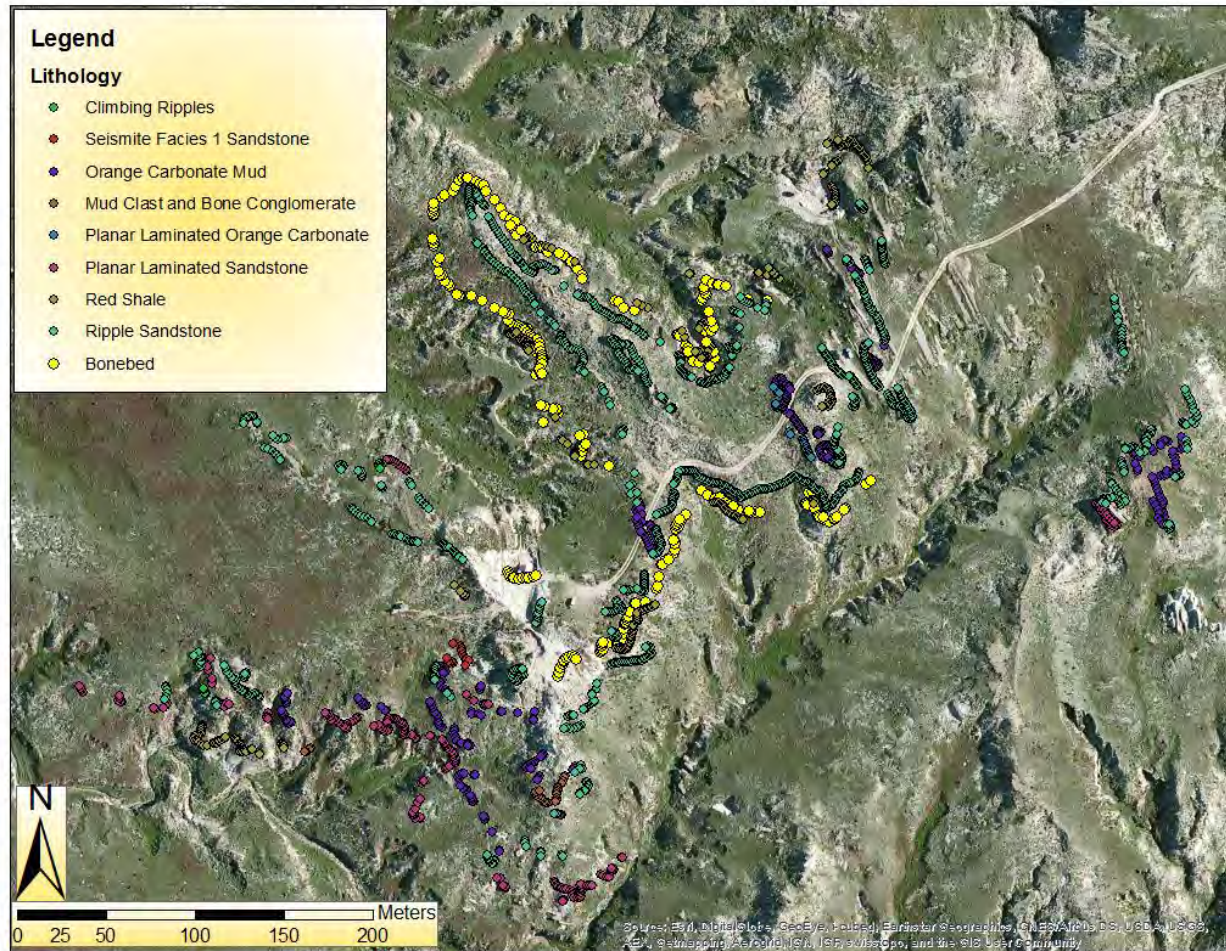 Legend
Lithology
Climbing Ripples
Seismite Facies 1 Sandstone
Orange Carbonate Mud
Mud Clast and Bone Conglomerate
Planar Laminated Orange Carbonate
Planar Laminated Sandstone
Red Shale
Ripple Sandstone
Bonebed
N
Meters
0 25 50 100 150 200
Source: Esri, DigitalGlobe, GeoEye, i-cubed, Earthstar Geographics, CNES/Airbus DS, USDA, USGS,
AEX, Getmapping, Aerogrid, IGN, IGP, swisstopo, and the GIS User Community